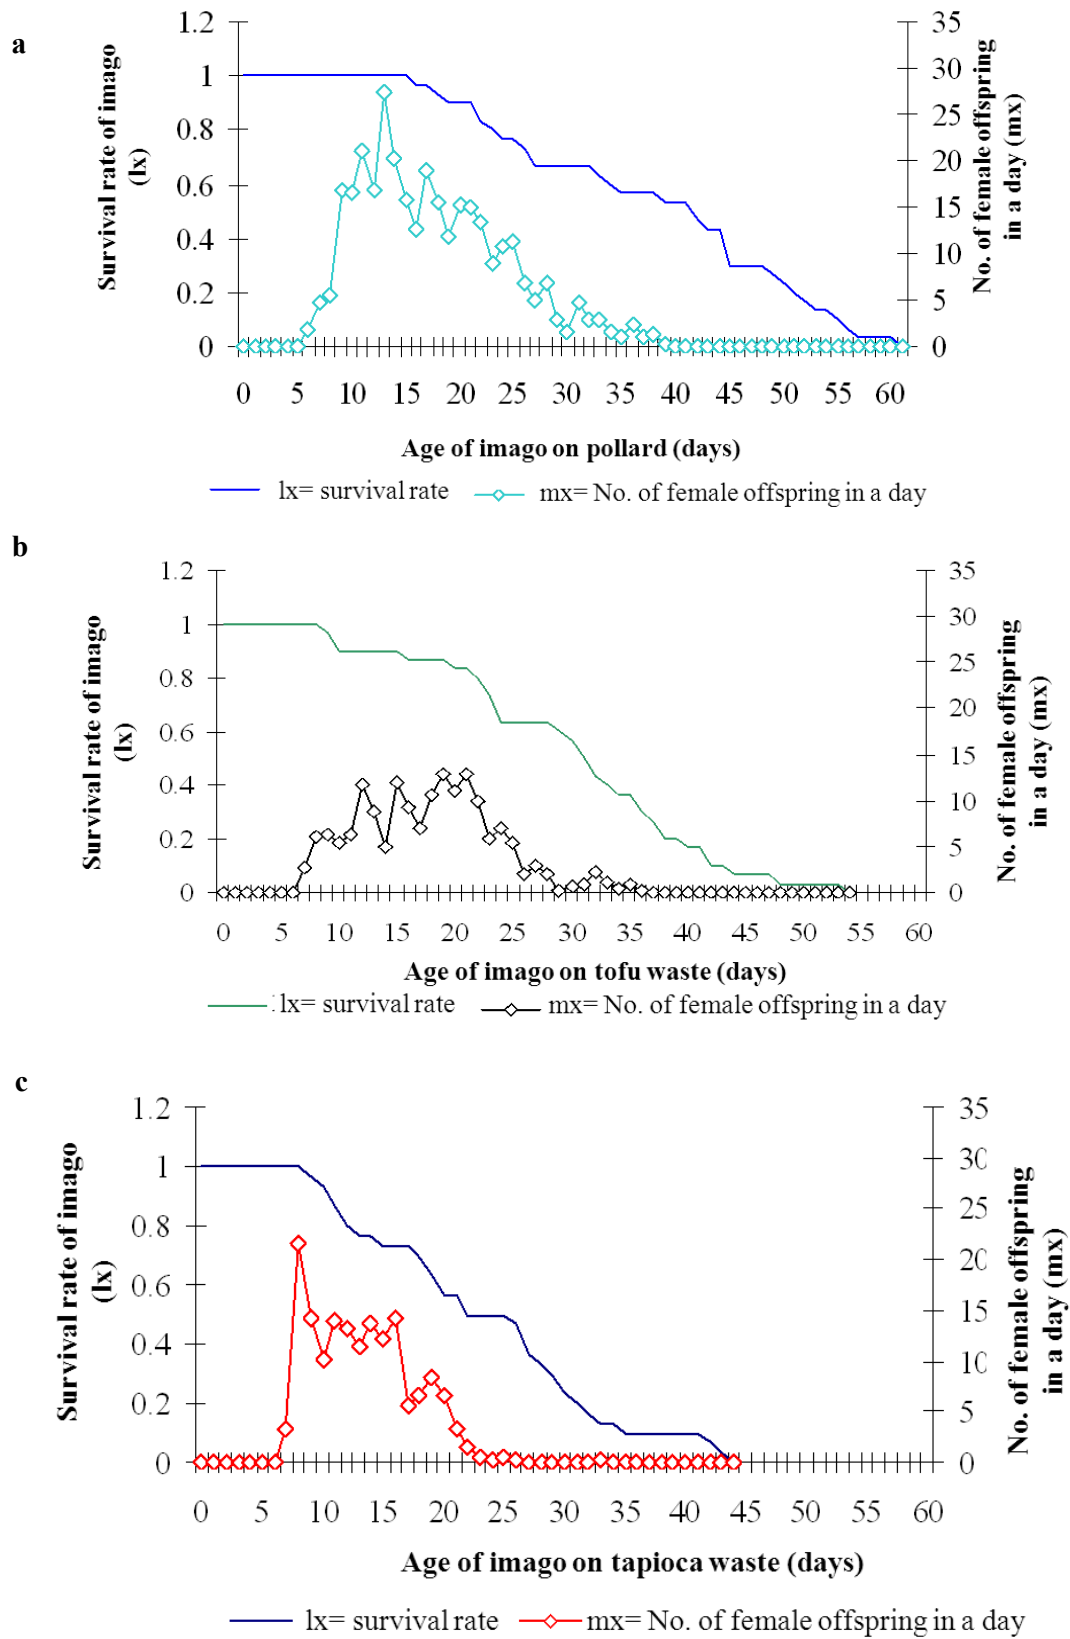 a
Survival rate of imago
(lx)
1.2
1
0.8
0.6
0.4
0.2
0
35
30
25
20
15
10
5
0
No. of female offspring
in a day (mx)
0 5 10 15 20 25 30 35 40 45 50 55 60
Age of imago on pollard (days)
lx= survival rate mx= No. of female offspring in a day
b
Survival rate of imago
(lx)
1.2
1
0.8
0.6
0.4
0.2
0
35
30
25
20
15
10
5
0
No. of female offspring
in a day (mx)
0 5 10 15 20 25 30 35 40 45 50 55 60
Age of imago on tofu waste (days)
lx= survival rate mx= No. of female offspring in a day
c
Survival rate of imago
(lx)
1.2
1
0.8
0.6
0.4
0.2
0
35
30
25
20
15
10
5
0
No. of female offspring
in a day (mx)
0 5 10 15 20 25 30 35 40 45 50 55 60
Age of imago on tapioca waste (days)
lx= survival rate mx= No. of female offspring in a day